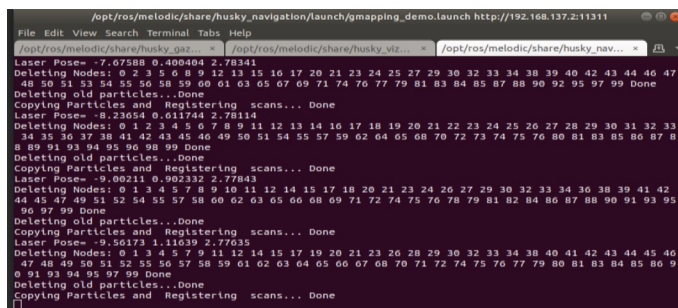 /opt/ros/melodic/share/husky_navigation/launch/gmapping_demo.launch http://192.168.137.2:11311
File Edit View Search Terminal Tabs Help
/opt/ros/melodic/share/husky_gaz... × /opt/ros/melodic/share/husky_viz... × /opt/ros/melodic/share/husky_nav... ×
Laser Pose= -7.67588 0.400404 2.78341
Deleting Nodes: 0 2 3 5 6 8 9 12 13 15 16 17 20 21 23 24 25 27 29 30 32 33 34 38 39 40 42 43 44 46 47
48 50 51 53 54 55 56 58 59 60 61 63 65 67 69 71 74 76 77 79 81 83 84 85 87 88 90 92 95 97 99 Done
Deleting old particles...Done
Copying Particles and Registering scans... Done
Laser Pose= -8.23654 0.611744 2.78114
Deleting Nodes: 0 1 2 3 4 5 6 7 8 9 11 12 13 14 16 17 18 19 20 21 22 23 24 25 26 27 28 29 30 31 32 33
34 35 36 37 38 41 42 43 45 46 49 50 51 54 55 57 59 62 64 65 68 70 72 73 74 75 76 80 81 83 85 86 87 8
8 89 91 93 94 95 96 98 99 Done
Deleting old particles...Done
Copying Particles and Registering scans... Done
Laser Pose= -9.00211 0.902332 2.77843
Deleting Nodes: 0 1 3 4 5 7 8 9 10 11 12 14 15 17 18 20 21 23 24 26 27 29 30 32 33 34 36 38 39 41 42
44 45 47 49 51 52 54 55 57 58 60 62 63 65 66 68 69 71 72 74 75 76 78 79 81 82 84 86 87 88 90 91 93 95
96 97 99 Done
Deleting old particles...Done
Copying Particles and Registering scans... Done
Laser Pose= -9.56173 1.11639 2.77635
Deleting Nodes: 0 1 3 4 5 7 9 11 12 14 15 17 19 20 21 23 26 28 29 30 32 33 34 38 40 41 42 43 44 45 46
47 48 49 50 51 52 55 56 57 58 59 61 62 63 64 65 66 67 68 70 71 72 74 75 76 77 79 80 81 83 84 85 86 9
0 91 93 94 95 97 99 Done
Deleting old particles...Done
Copying Particles and Registering scans... Done